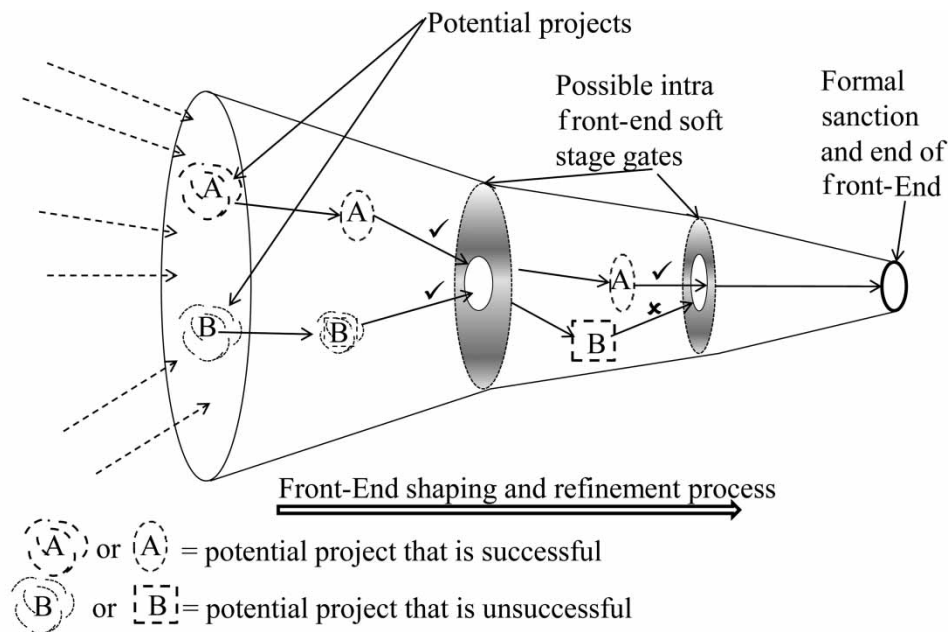 Potential projects
Possible intra
front-end soft
stage gates
Formal
sanction
and end of
front-End
A
A
✓
B
B
✓
A
✓
B
×
Front-End shaping and refinement process
A or A = potential project that is successful
B or B = potential project that is unsuccessful